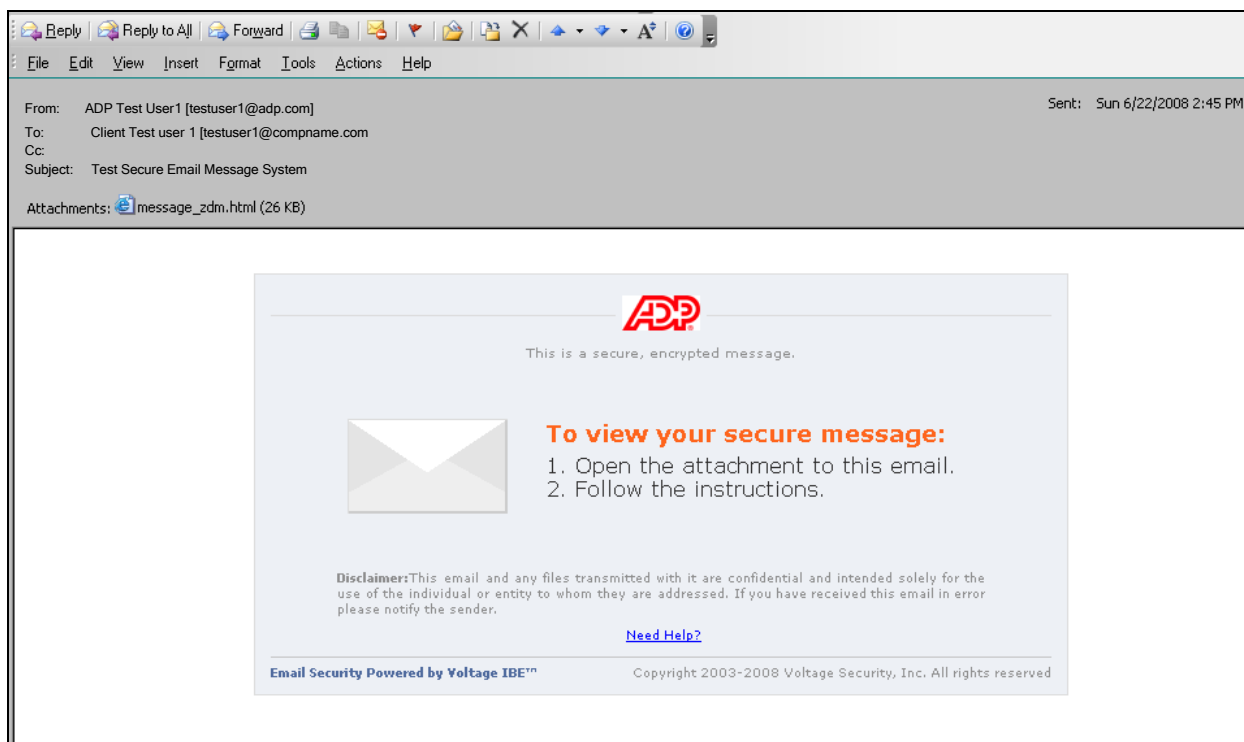 Reply Reply to All Forward
File Edit View Insert Format Tools Actions Help
From: ADP Test User1 [testuser1@adp.com] Sent: Sun 6/22/2008 2:45 PM
To: Client Test user 1 [testuser1@compname.com
Cc:
Subject: Test Secure Email Message System
Attachments: message_zdm.html (26 KB)
ADP
This is a secure, encrypted message.
To view your secure message:
1. Open the attachment to this email.
2. Follow the instructions.
Disclaimer:This email and any files transmitted with it are confidential and intended solely for the
use of the individual or entity to whom they are addressed. If you have received this email in error
please notify the sender.
Need Help?
Email Security Powered by Voltage IBE™ Copyright 2003-2008 Voltage Security, Inc. All rights reserved